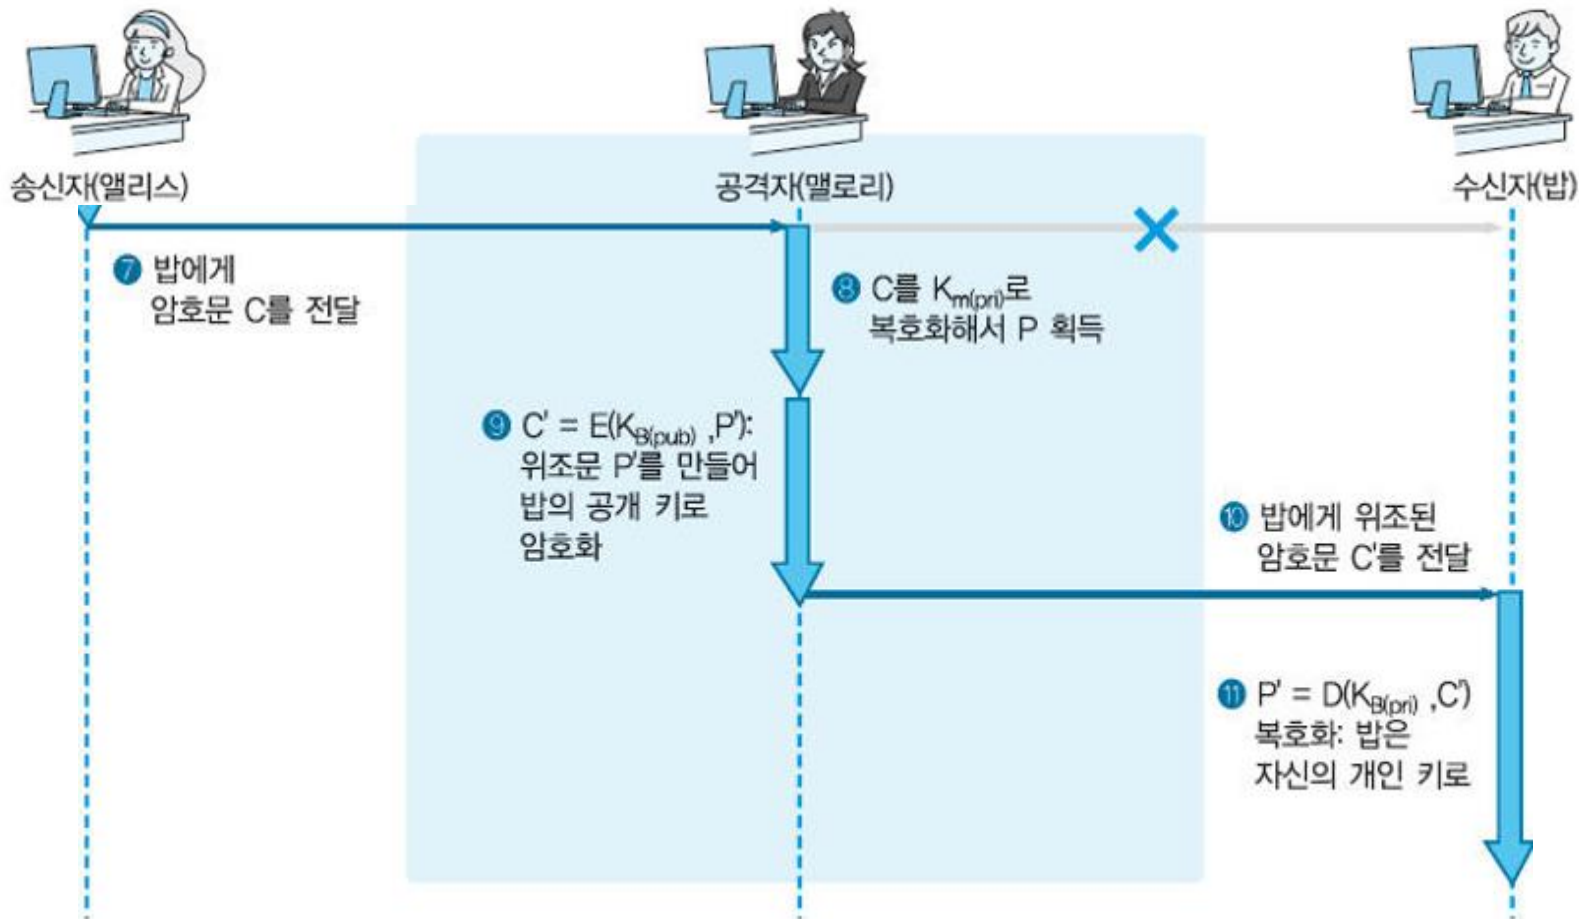 송신자(앨리스)
공격자(맬로리)
수신자(밥)
❼ 밥에게
암호문 C를 전달
❽ C를 Km(pri)로
복호화해서 P 획득
❾ C' = E(KB(pub) ,P'):
위조문 P'를 만들어
밥의 공개 키로
암호화
❿ 밥에게 위조된
암호문 C'를 전달
⓫ P' = D(KB(pri) ,C')
복호화: 밥은
자신의 개인 키로